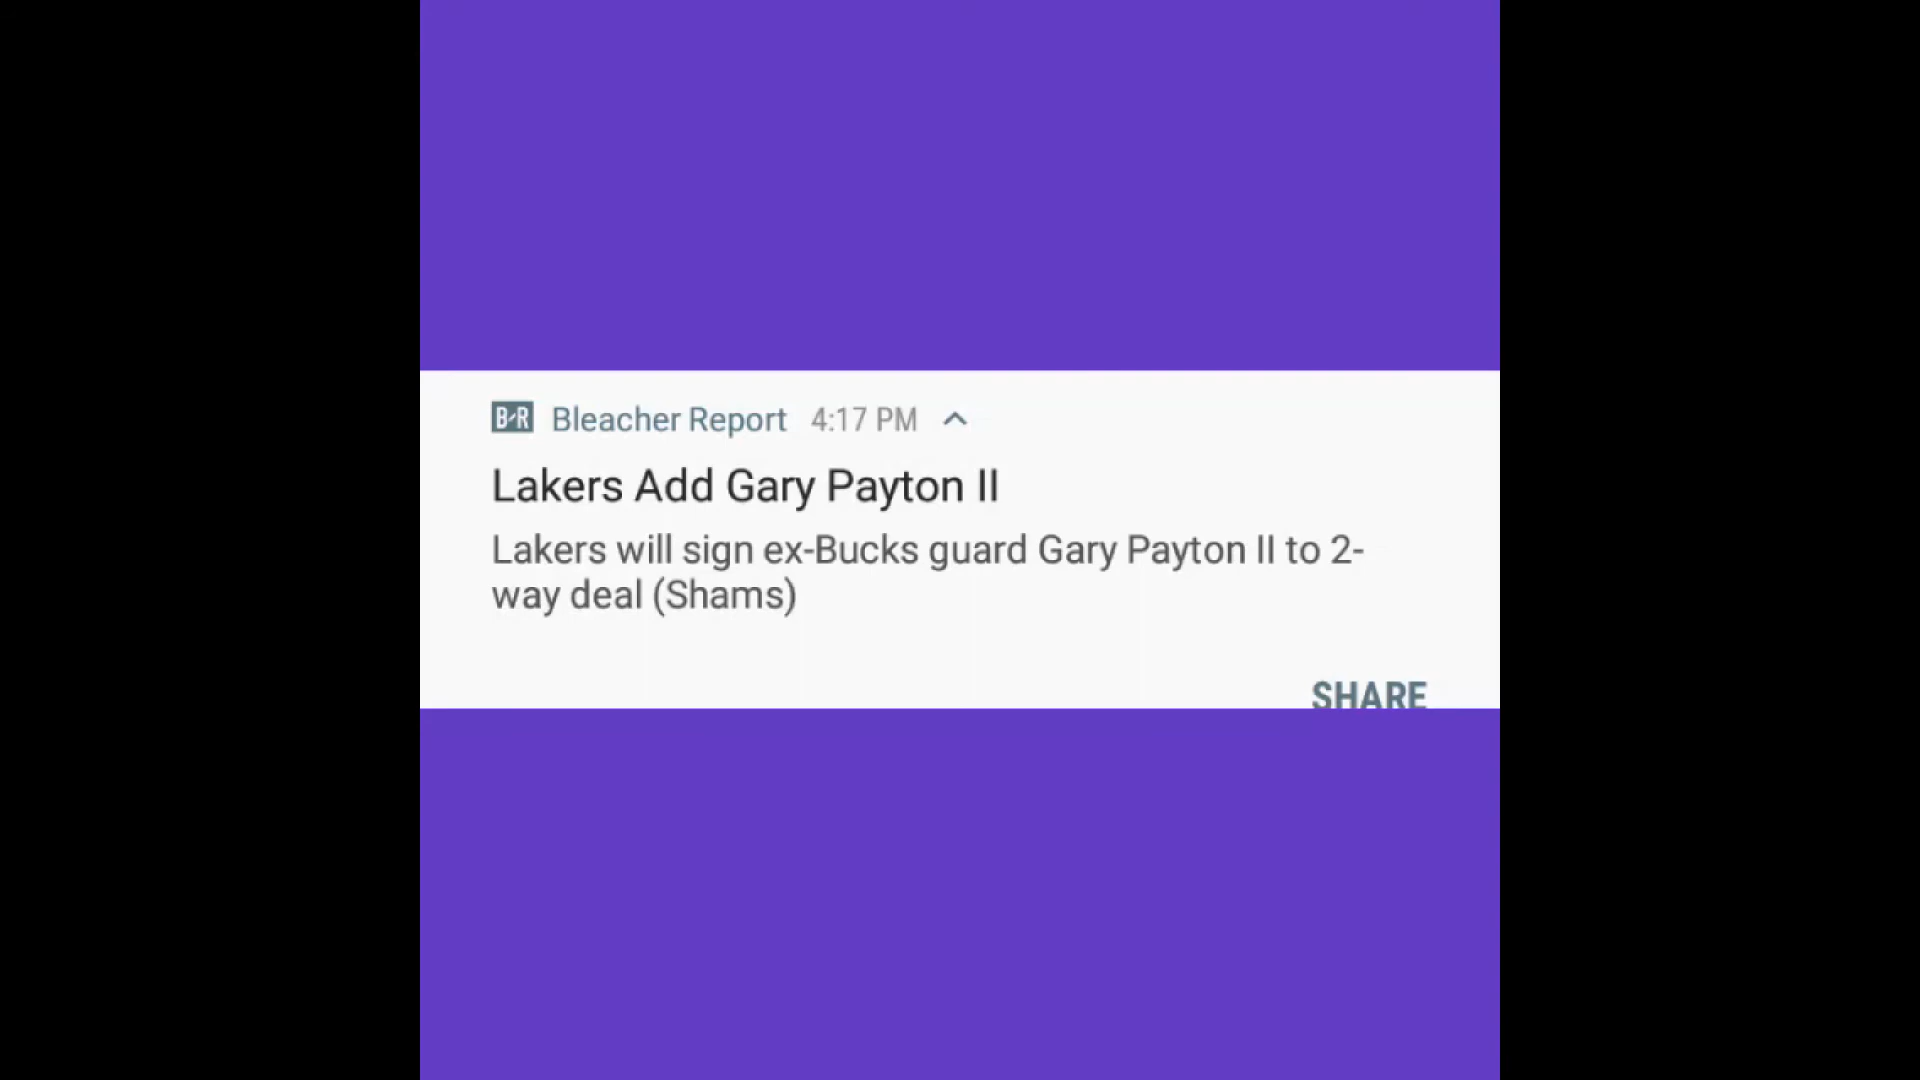 B/R Bleacher Report 4:17 PM
Lakers Add Gary Payton II
Lakers will sign ex-Bucks guard Gary Payton II to 2-
way deal (Shams)
SHARE